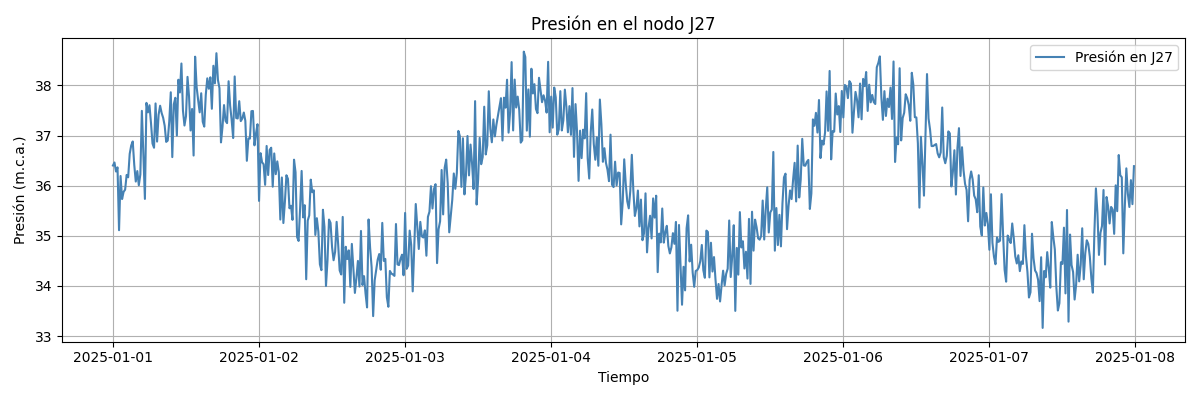 Presión en el nodo J27
Presión en J27
Presión (m.c.a.)
38
37
36
35
34
33
2025-01-01 2025-01-02 2025-01-03 2025-01-04 2025-01-05 2025-01-06 2025-01-07 2025-01-08
Tiempo